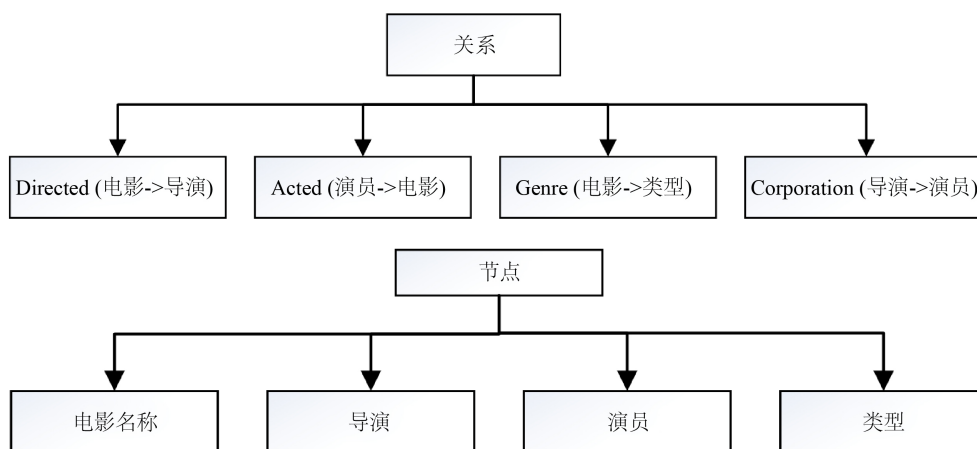 关系
Directed (电影->导演)
Acted (演员->电影)
Genre (电影->类型)
Corporation (导演->演员)
节点
电影名称
导演
演员
类型